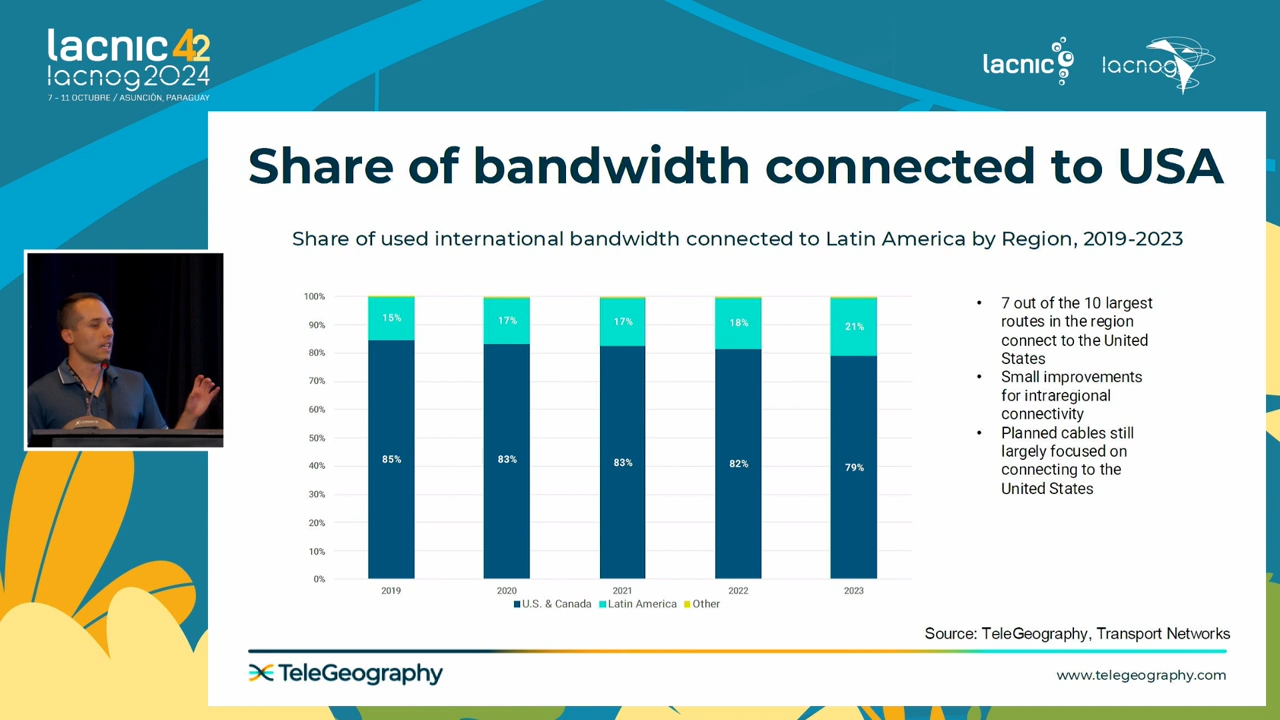 lacnic 42
lacnog2024
7 - 11 OCTUBRE / ASUNCIÓN, PARAGUAY
lacnic
lacnog
Share of bandwidth connected to USA
Share of used international bandwidth connected to Latin America by Region, 2019-2023
100%
90%
80%
70%
60%
50%
40%
30%
20%
10%
0%
15%
17%
17%
18%
21%
85%
83%
83%
82%
79%
2019
2020
2021
2022
2023
U.S. & Canada
Latin America
Other
• 7 out of the 10 largest
routes in the region
connect to the United
States
• Small improvements
for intraregional
connectivity
• Planned cables still
largely focused on
connecting to the
United States
Source: TeleGeography, Transport Networks
TeleGeography
www.telegeography.com